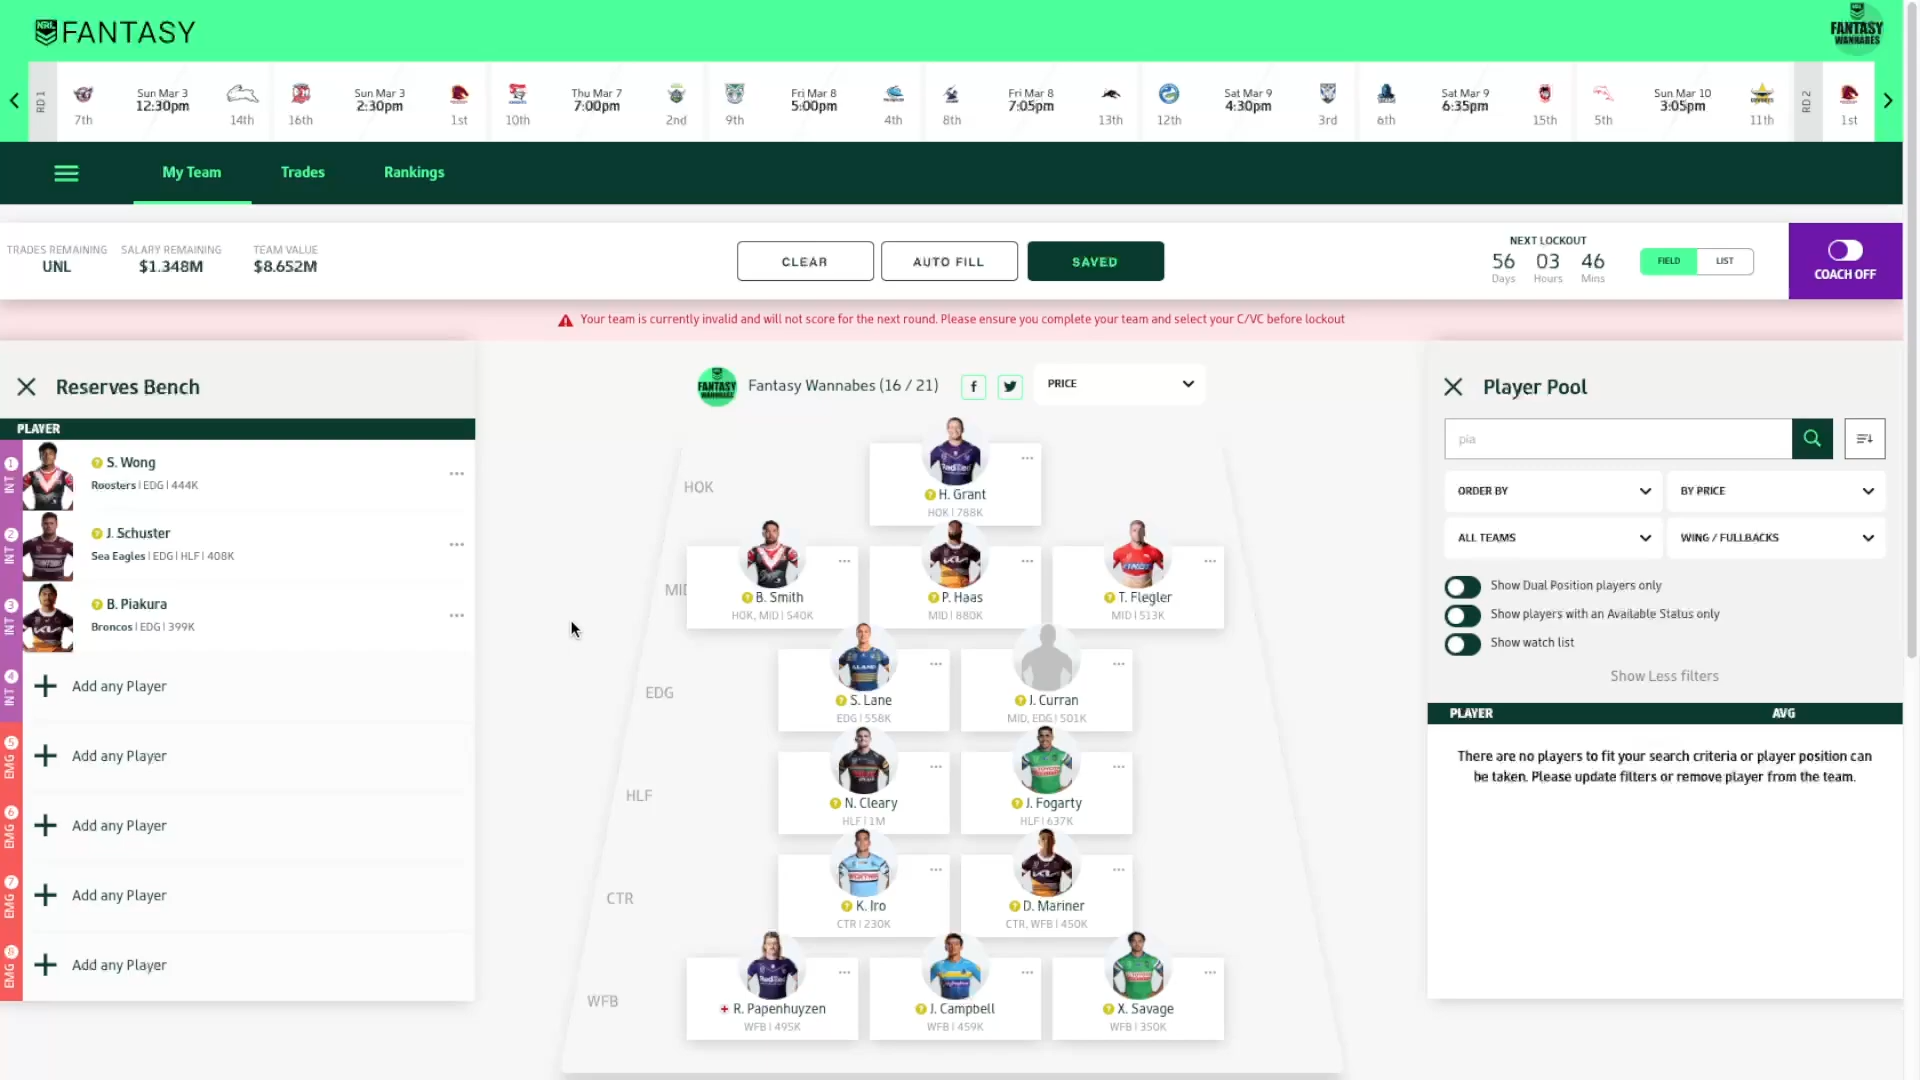 NRL FANTASY
FANTASY
WANNABES
RD 1
Sun Mar 3
12:30pm
7th
14th
Sun Mar 3
2:30pm
16th
1st
Thu Mar 7
7:00pm
10th
2nd
Fri Mar 8
5:00pm
9th
4th
Fri Mar 8
7:05pm
8th
13th
Sat Mar 9
4:30pm
12th
3rd
Sat Mar 9
6:35pm
6th
15th
Sun Mar 10
3:05pm
5th
11th
RD 2
1st
My Team
Trades
Rankings
TRADES REMAINING
UNL
SALARY REMAINING
$1.348M
TEAM VALUE
$8.652M
CLEAR
AUTO FILL
SAVED
NEXT LOCKOUT
56 03 46
Days Hours Mins
FIELD
LIST
COACH OFF
Your team is currently invalid and will not score for the next round. Please ensure you complete your team and select your C/VC before lockout
Reserves Bench
PLAYER
INT 1
S. Wong
Roosters | EDG | 444K
INT 2
J. Schuster
Sea Eagles | EDG | HLF | 408K
INT 3
B. Piakura
Broncos | EDG | 399K
INT 4
Add any Player
EMG 5
Add any Player
EMG 6
Add any Player
EMG 7
Add any Player
EMG 8
Add any Player
FANTASY
WANNABES
Fantasy Wannabes (16 / 21)
PRICE
HOK
H. Grant
HOK | 788K
MID
B. Smith
HOK, MID | 540K
P. Haas
MID | 880K
T. Flegler
MID | 513K
EDG
S. Lane
EDG | 558K
J. Curran
MID, EDG | 501K
HLF
N. Cleary
HLF | 1M
J. Fogarty
HLF | 637K
CTR
K. Iro
CTR | 230K
D. Mariner
CTR, WFB | 450K
WFB
R. Papenhuyzen
WFB | 495K
J. Campbell
WFB | 459K
X. Savage
WFB | 350K
Player Pool
pia
ORDER BY
BY PRICE
ALL TEAMS
WING / FULLBACKS
Show Dual Position players only
Show players with an Available Status only
Show watch list
Show Less filters
PLAYER
AVG
There are no players to fit your search criteria or player position can
be taken. Please update filters or remove player from the team.